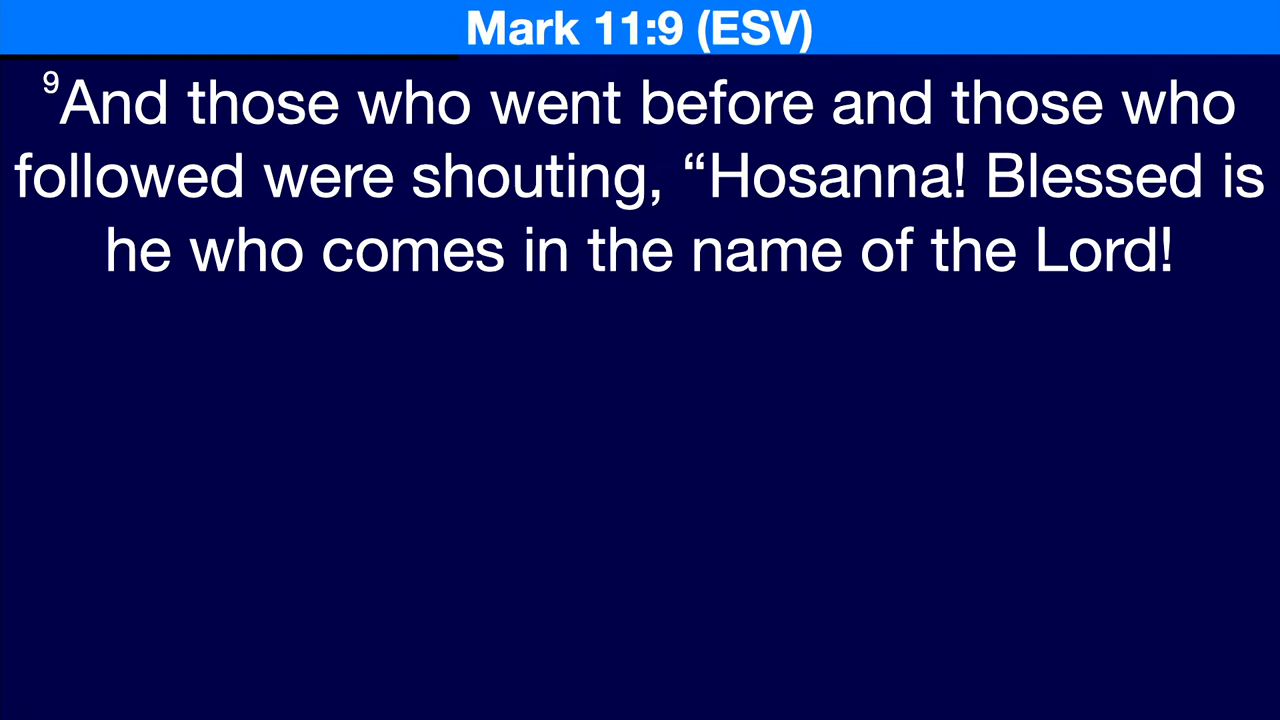 Mark 11:9 (ESV)
9And those who went before and those who
followed were shouting, “Hosanna! Blessed is
he who comes in the name of the Lord!